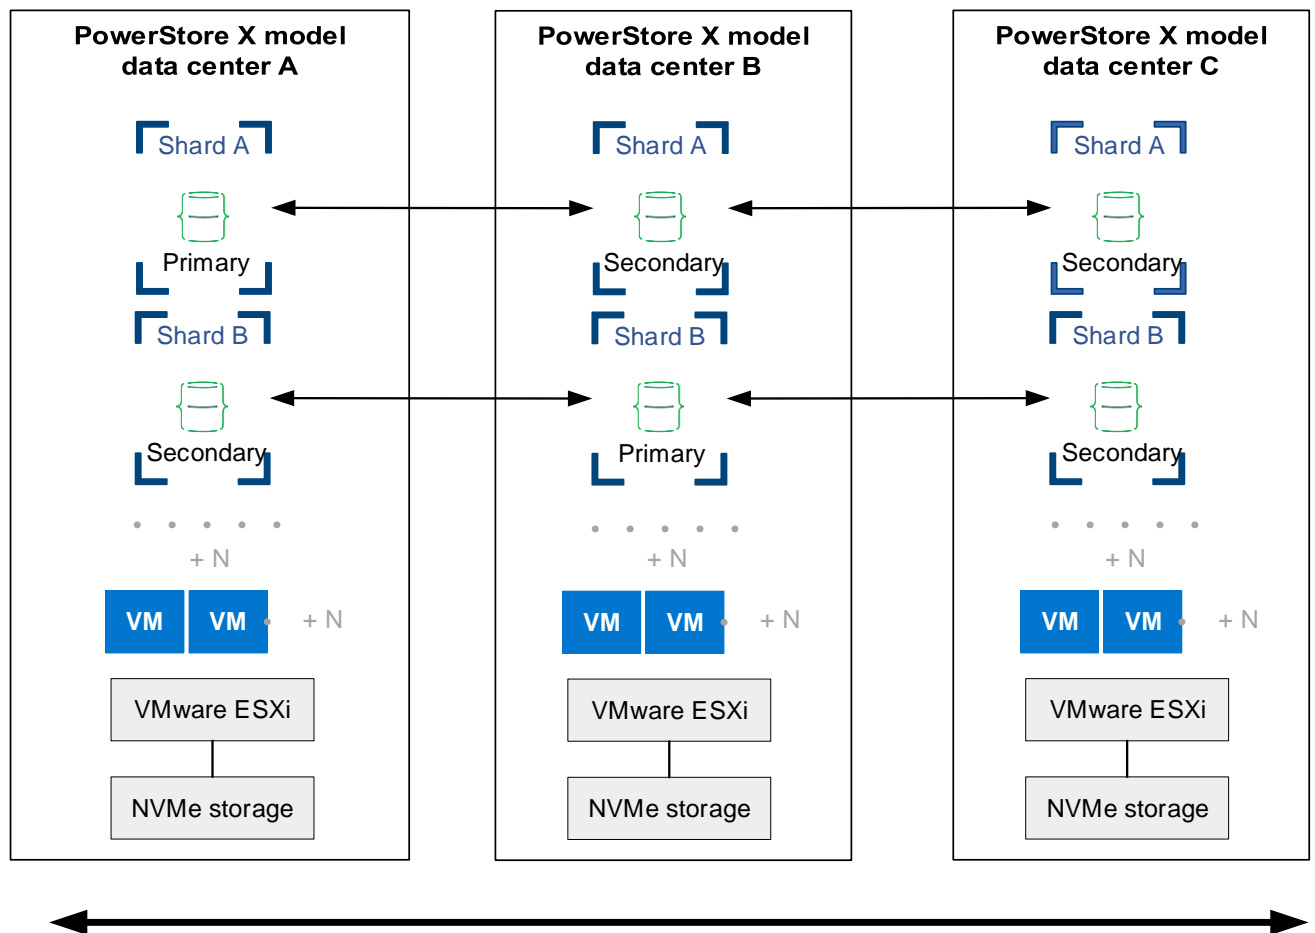 PowerStore X model
data center A
Shard A
Primary
Shard B
Secondary
+ N
VM VM + N
VMware ESXi
NVMe storage
PowerStore X model
data center B
Shard A
Secondary
Shard B
Primary
+ N
VM VM + N
VMware ESXi
NVMe storage
PowerStore X model
data center C
Shard A
Secondary
Shard B
Secondary
+ N
VM VM + N
VMware ESXi
NVMe storage